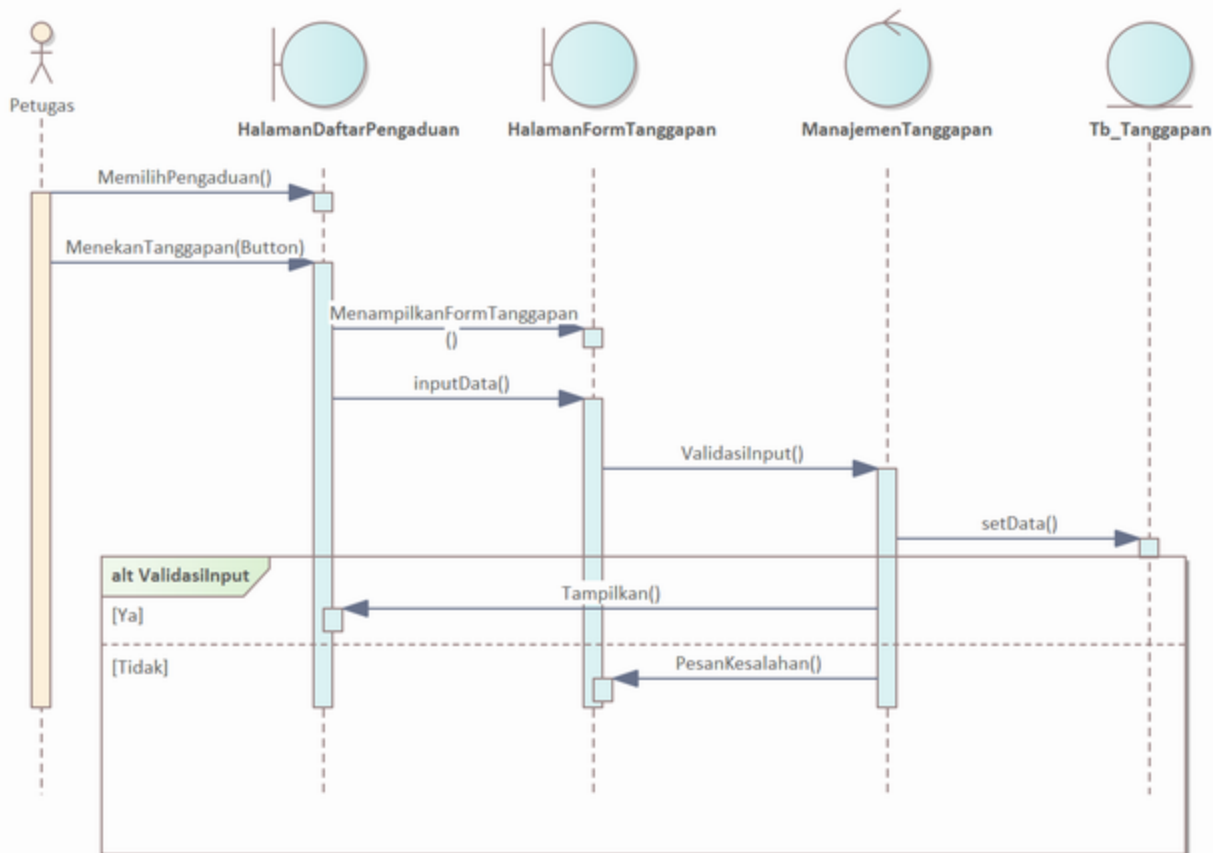 Petugas
HalamanDaftarPengaduan
HalamanFormTanggapan
ManajemenTanggapan
Tb_Tanggapan
MemilihPengaduan()
MenekanTanggapan(Button)
MenampilkanFormTanggapan
()
inputData()
ValidasiInput()
setData()
alt ValidasiInput
Tampilkan()
[Ya]
PesanKesalahan()
[Tidak]